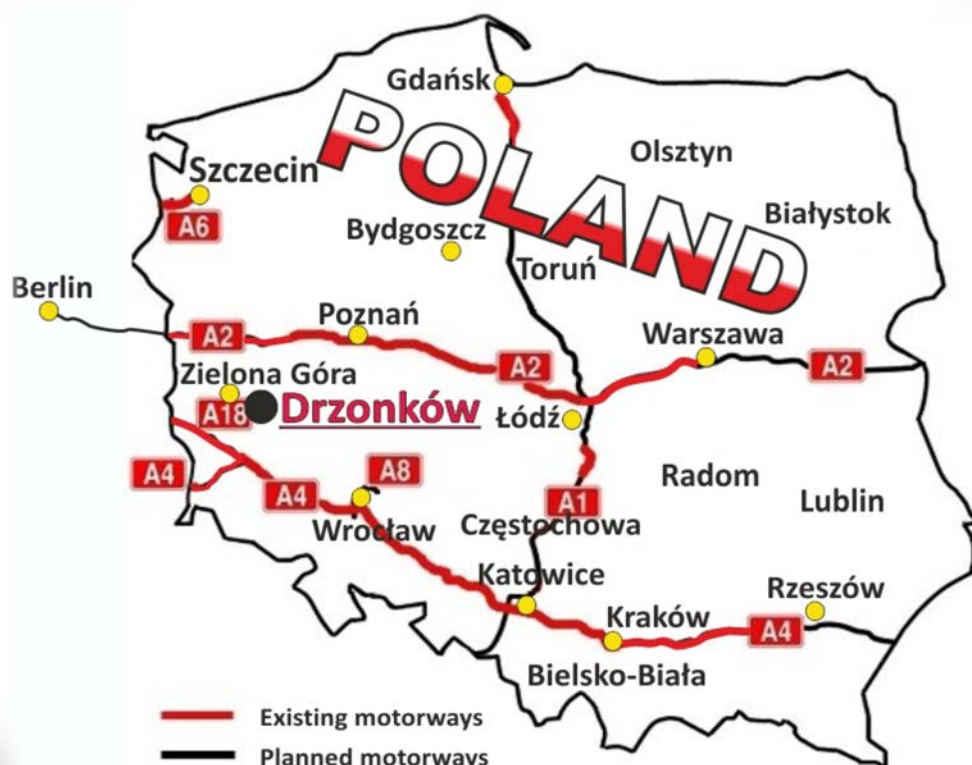 Gdańsk
POLAND
Olsztyn
Szczecin
Białystok
A6
Bydgoszcz
Toruń
Berlin
Poznań
Warszawa
A2
A2
A2
Zielona Góra
A18
Drzonków
Łódź
A4
A8
Radom
A4
A1
Lublin
Wrocław
Częstochowa
Katowice
Rzeszów
Kraków
A4
Bielsko-Biała
Existing motorways
Planned motorways